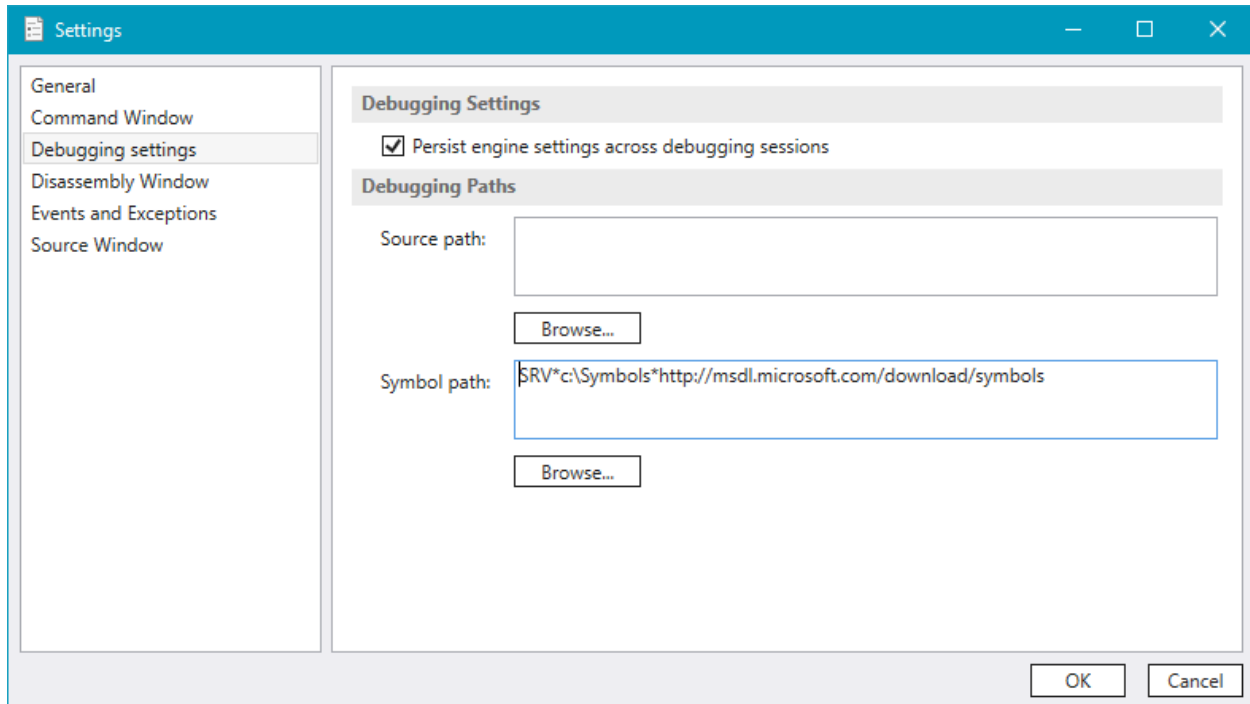 Settings
General
Command Window
Debugging settings
Disassembly Window
Events and Exceptions
Source Window
Debugging Settings
Persist engine settings across debugging sessions
Debugging Paths
Source path:
Browse...
Symbol path:
SRV*c:\Symbols*http://msdl.microsoft.com/download/symbols
Browse...
OK
Cancel